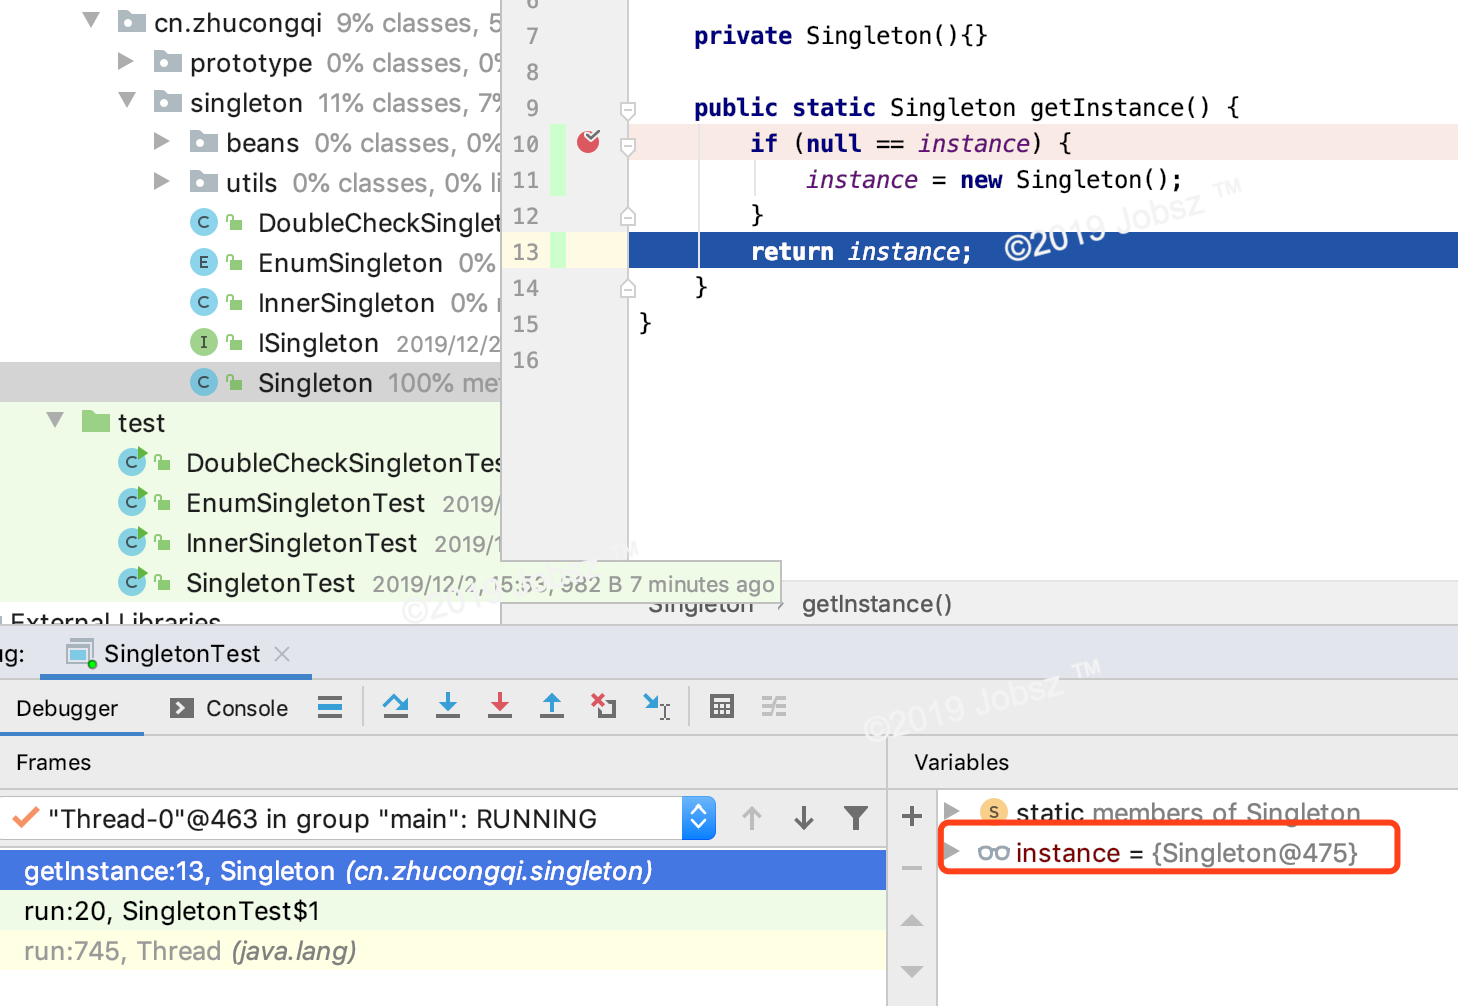 cn.zhucongqi 9% classes, 5
prototype 0% classes, 0%
singleton 11% classes, 7%
beans 0% classes, 0%
utils 0% classes, 0% li
DoubleCheckSinglet
EnumSingleton 0%
InnerSingleton 0%
ISingleton 2019/12/2
Singleton 100% me
test
DoubleCheckSingletonTes
EnumSingletonTest 2019/
InnerSingletonTest 2019/1
SingletonTest 2019/12/2, 15:53, 982 B 7 minutes ago
External Libraries
6
7 private Singleton(){}
8
9 public static Singleton getInstance() {
10 if (null == instance) {
11 instance = new Singleton();
12 }
13 return instance;
14 }
15 }
16
©2019 Jobsz ™
©2019 Jobsz ™
Singleton › getInstance()
ug: SingletonTest
©2019 Jobsz ™
Debugger Console
Frames
"Thread-0"@463 in group "main": RUNNING
getInstance:13, Singleton (cn.zhucongqi.singleton)
run:20, SingletonTest$1
run:745, Thread (java.lang)
Variables
static members of Singleton
instance = {Singleton@475}